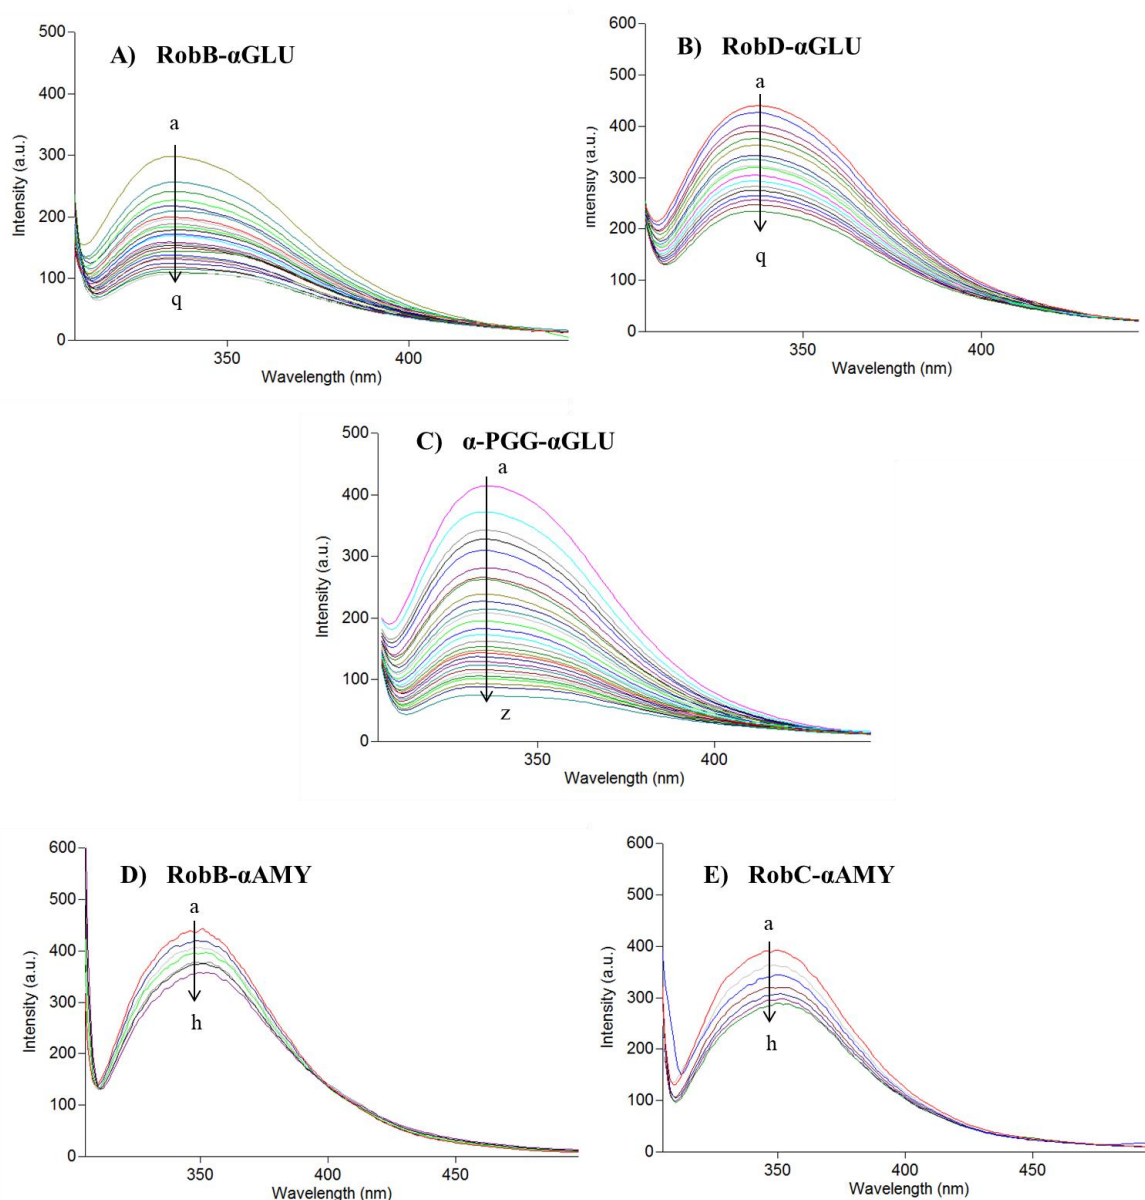 A) RobB-αGLU
500
400
300
200
100
0
a
q
350
400
Intensity (a.u.)
Wavelength (nm)
B) RobD-αGLU
600
500
400
300
200
100
0
a
q
350
400
Intensity (a.u.)
Wavelength (nm)
C) α-PGG-αGLU
500
400
300
200
100
0
a
z
350
400
Intensity (a.u.)
Wavelength (nm)
D) RobB-αAMY
600
500
400
300
200
100
0
a
h
350
400
450
Intensity (a.u.)
Wavelength (nm)
E) RobC-αAMY
600
500
400
300
200
100
0
a
h
350
400
450
Intensity (a.u.)
Wavelength (nm)